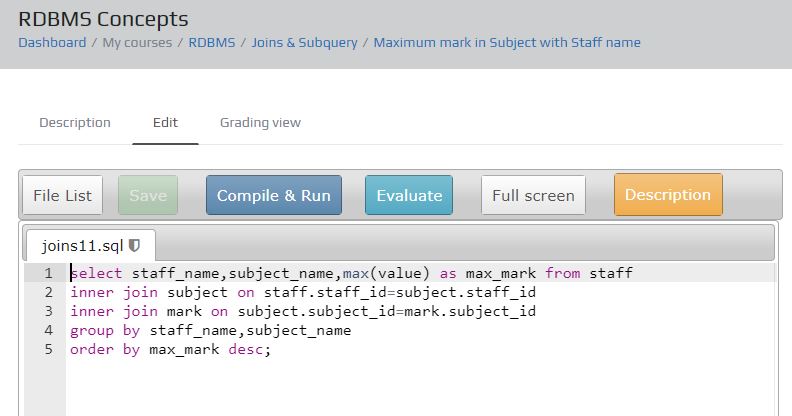 RDBMS Concepts
Dashboard / My courses / RDBMS / Joins & Subquery / Maximum mark in Subject with Staff name
Description Edit Grading view
File List Save Compile & Run Evaluate Full screen Description
joins11.sql
1 select staff_name,subject_name,max(value) as max_mark from staff
2 inner join subject on staff.staff_id=subject.staff_id
3 inner join mark on subject.subject_id=mark.subject_id
4 group by staff_name,subject_name
5 order by max_mark desc;